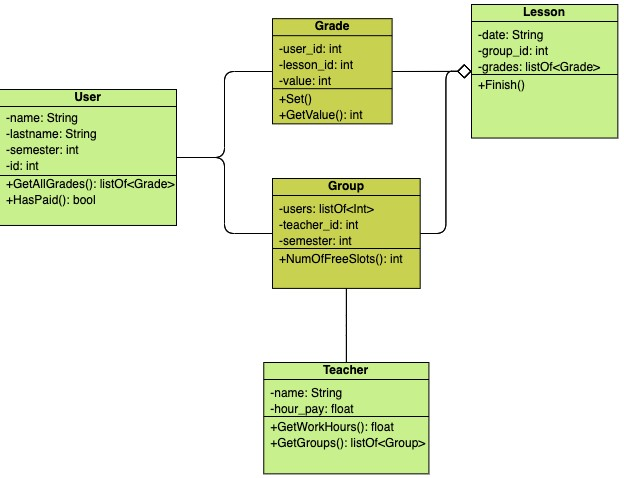 User
-name: String
-lastname: String
-semester: int
-id: int
+GetAllGrades(): listOf<Grade>
+HasPaid(): bool
Grade
-user_id: int
-lesson_id: int
-value: int
+Set()
+GetValue(): int
Group
-users: listOf<Int>
-teacher_id: int
-semester: int
+NumOfFreeSlots(): int
Teacher
-name: String
-hour_pay: float
+GetWorkHours(): float
+GetGroups(): listOf<Group>
Lesson
-date: String
-group_id: int
-grades: listOf<Grade>
+Finish()